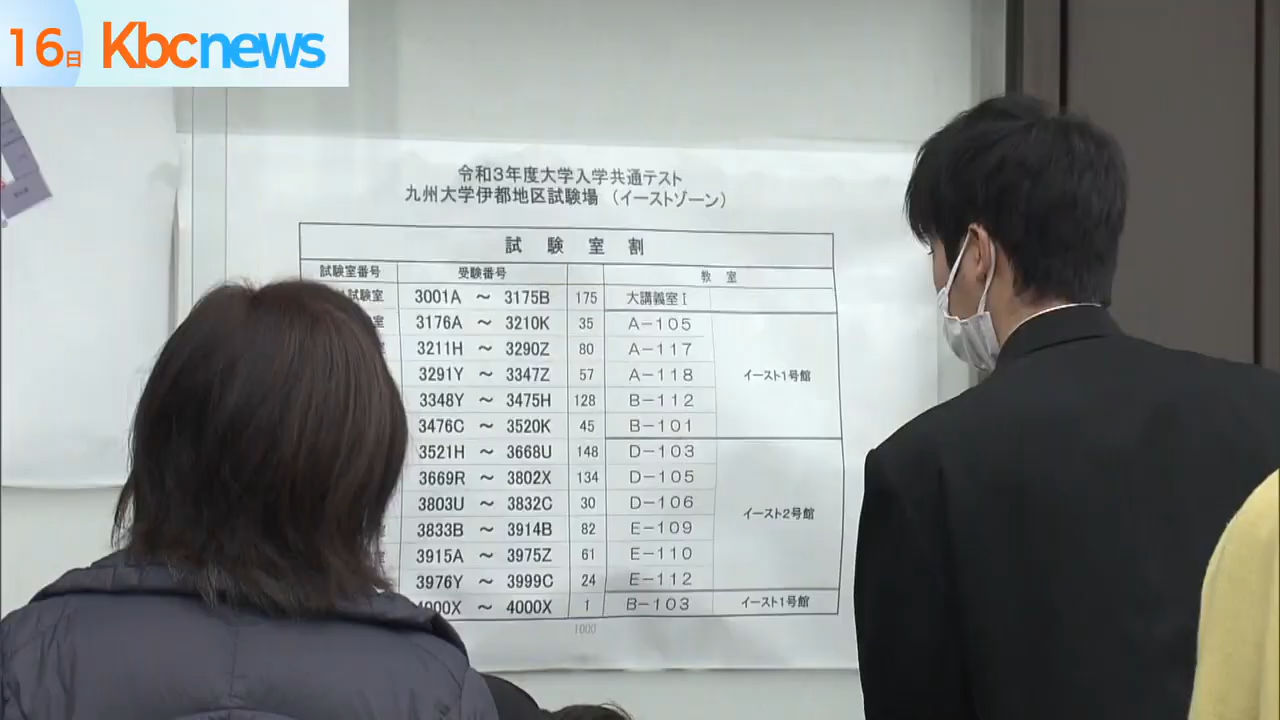 16日 Kbcnews
令和3年度大学入学共通テスト
九州大学伊都地区試験場 (イーストゾーン)
試験室割
試験室番号 受験番号 教室
試験室 3001A ～ 3175B 175 大講義室Ⅰ
室 3176A ～ 3210K 35 A-105
3211H ～ 3290Z 80 A-117
3291Y ～ 3347Z 57 A-118 イースト1号館
3348Y ～ 3475H 128 B-112
3476C ～ 3520K 45 B-101
3521H ～ 3668U 148 D-103
3669R ～ 3802X 134 D-105
3803U ～ 3832C 30 D-106 イースト2号館
3833B ～ 3914B 82 E-109
3915A ～ 3975Z 61 E-110
3976Y ～ 3999C 24 E-112
4000X ～ 4000X 1 B-103 イースト1号館
1000